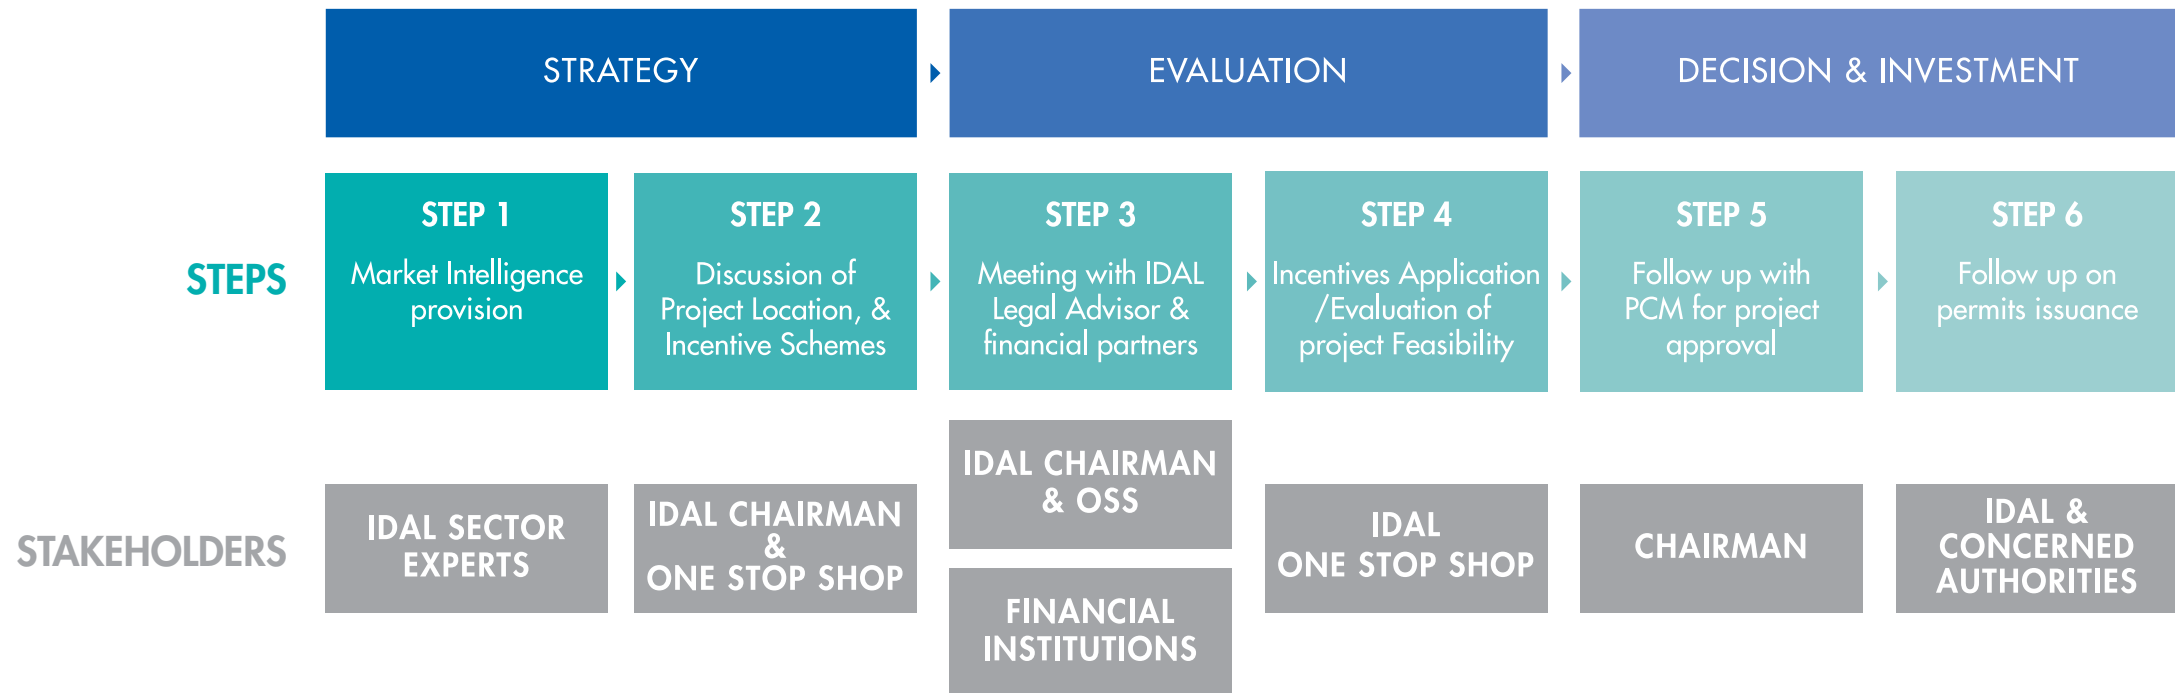 STRATEGY
EVALUATION
DECISION & INVESTMENT
STEPS
STEP 1
Market Intelligence
provision
STEP 2
Discussion of
Project Location, &
Incentive Schemes
STEP 3
Meeting with IDAL
Legal Advisor &
financial partners
STEP 4
Incentives Application
/Evaluation of
project Feasibility
STEP 5
Follow up with
PCM for project
approval
STEP 6
Follow up on
permits issuance
STAKEHOLDERS
IDAL SECTOR
EXPERTS
IDAL CHAIRMAN
&
ONE STOP SHOP
IDAL CHAIRMAN
& OSS
FINANCIAL
INSTITUTIONS
IDAL
ONE STOP SHOP
CHAIRMAN
IDAL &
CONCERNED
AUTHORITIES